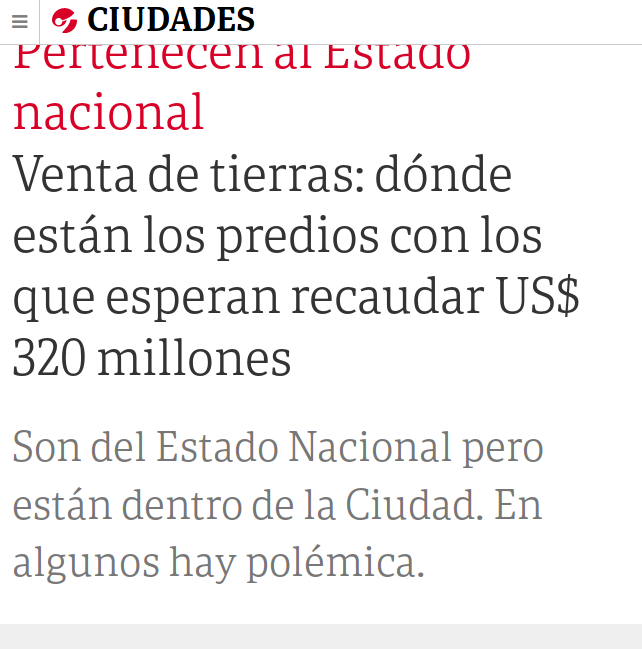 CIUDADES
Pertenecen al Estado
nacional
Venta de tierras: dónde
están los predios con los
que esperan recaudar US$
320 millones
Son del Estado Nacional pero
están dentro de la Ciudad. En
algunos hay polémica.